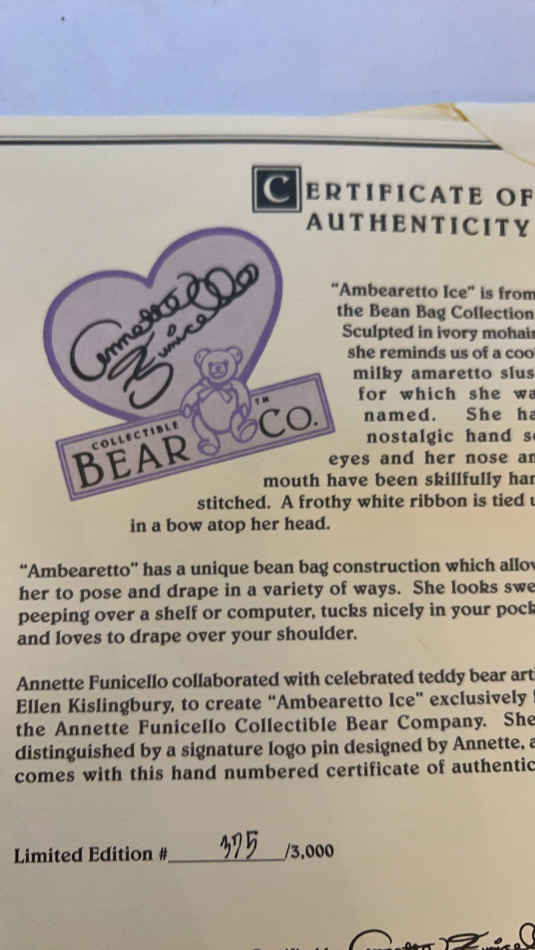 CERTIFICATE OF
AUTHENTICITY
Annette Funicello
COLLECTIBLE
BEAR CO.™
"Ambearetto Ice" is from
the Bean Bag Collection
Sculpted in ivory mohair
she reminds us of a coo
milky amaretto slus
for which she wa
named. She ha
nostalgic hand s
eyes and her nose an
mouth have been skillfully han
stitched. A frothy white ribbon is tied u
in a bow atop her head.
"Ambearetto" has a unique bean bag construction which allow
her to pose and drape in a variety of ways. She looks swe
peeping over a shelf or computer, tucks nicely in your pock
and loves to drape over your shoulder.
Annette Funicello collaborated with celebrated teddy bear art
Ellen Kislingbury, to create "Ambearetto Ice" exclusively
the Annette Funicello Collectible Bear Company. She
distinguished by a signature logo pin designed by Annette, a
comes with this hand numbered certificate of authentic
Limited Edition # 375 /3,000